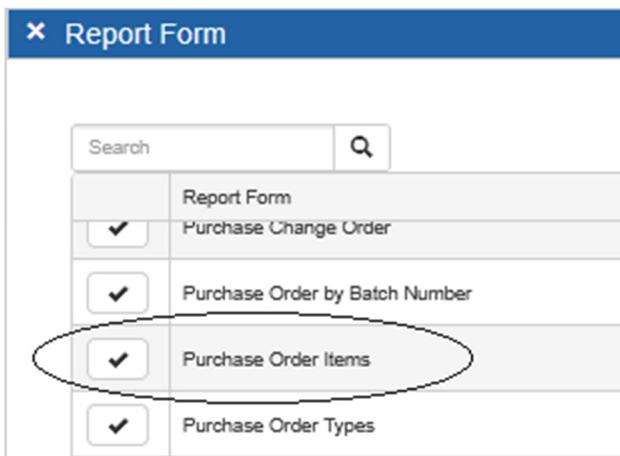 × Report Form
Search
Report Form
Purchase Change Order
Purchase Order by Batch Number
Purchase Order Items
Purchase Order Types